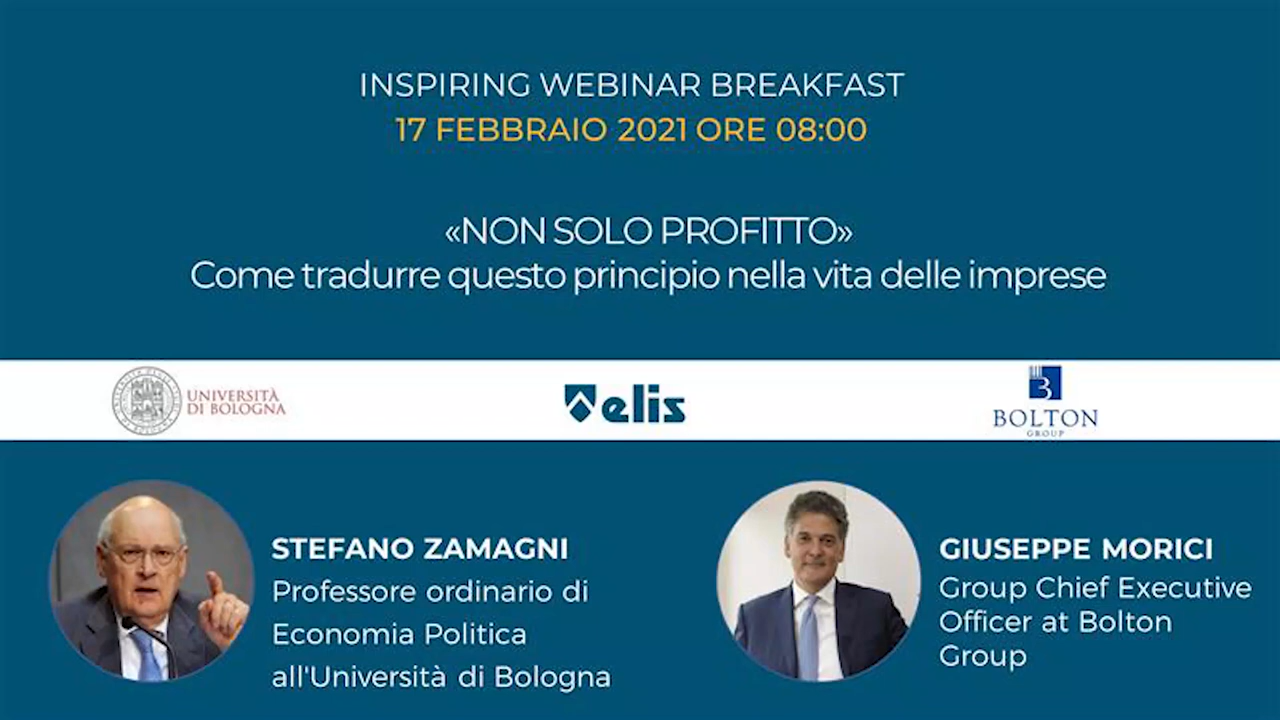 INSPIRING WEBINAR BREAKFAST
17 FEBBRAIO 2021 ORE 08:00
«NON SOLO PROFITTO»
Come tradurre questo principio nella vita delle imprese
UNIVERSITÀ
DI BOLOGNA
elis
BOLTON
GROUP
STEFANO ZAMAGNI
Professore ordinario di
Economia Politica
all'Università di Bologna
GIUSEPPE MORICI
Group Chief Executive
Officer at Bolton
Group